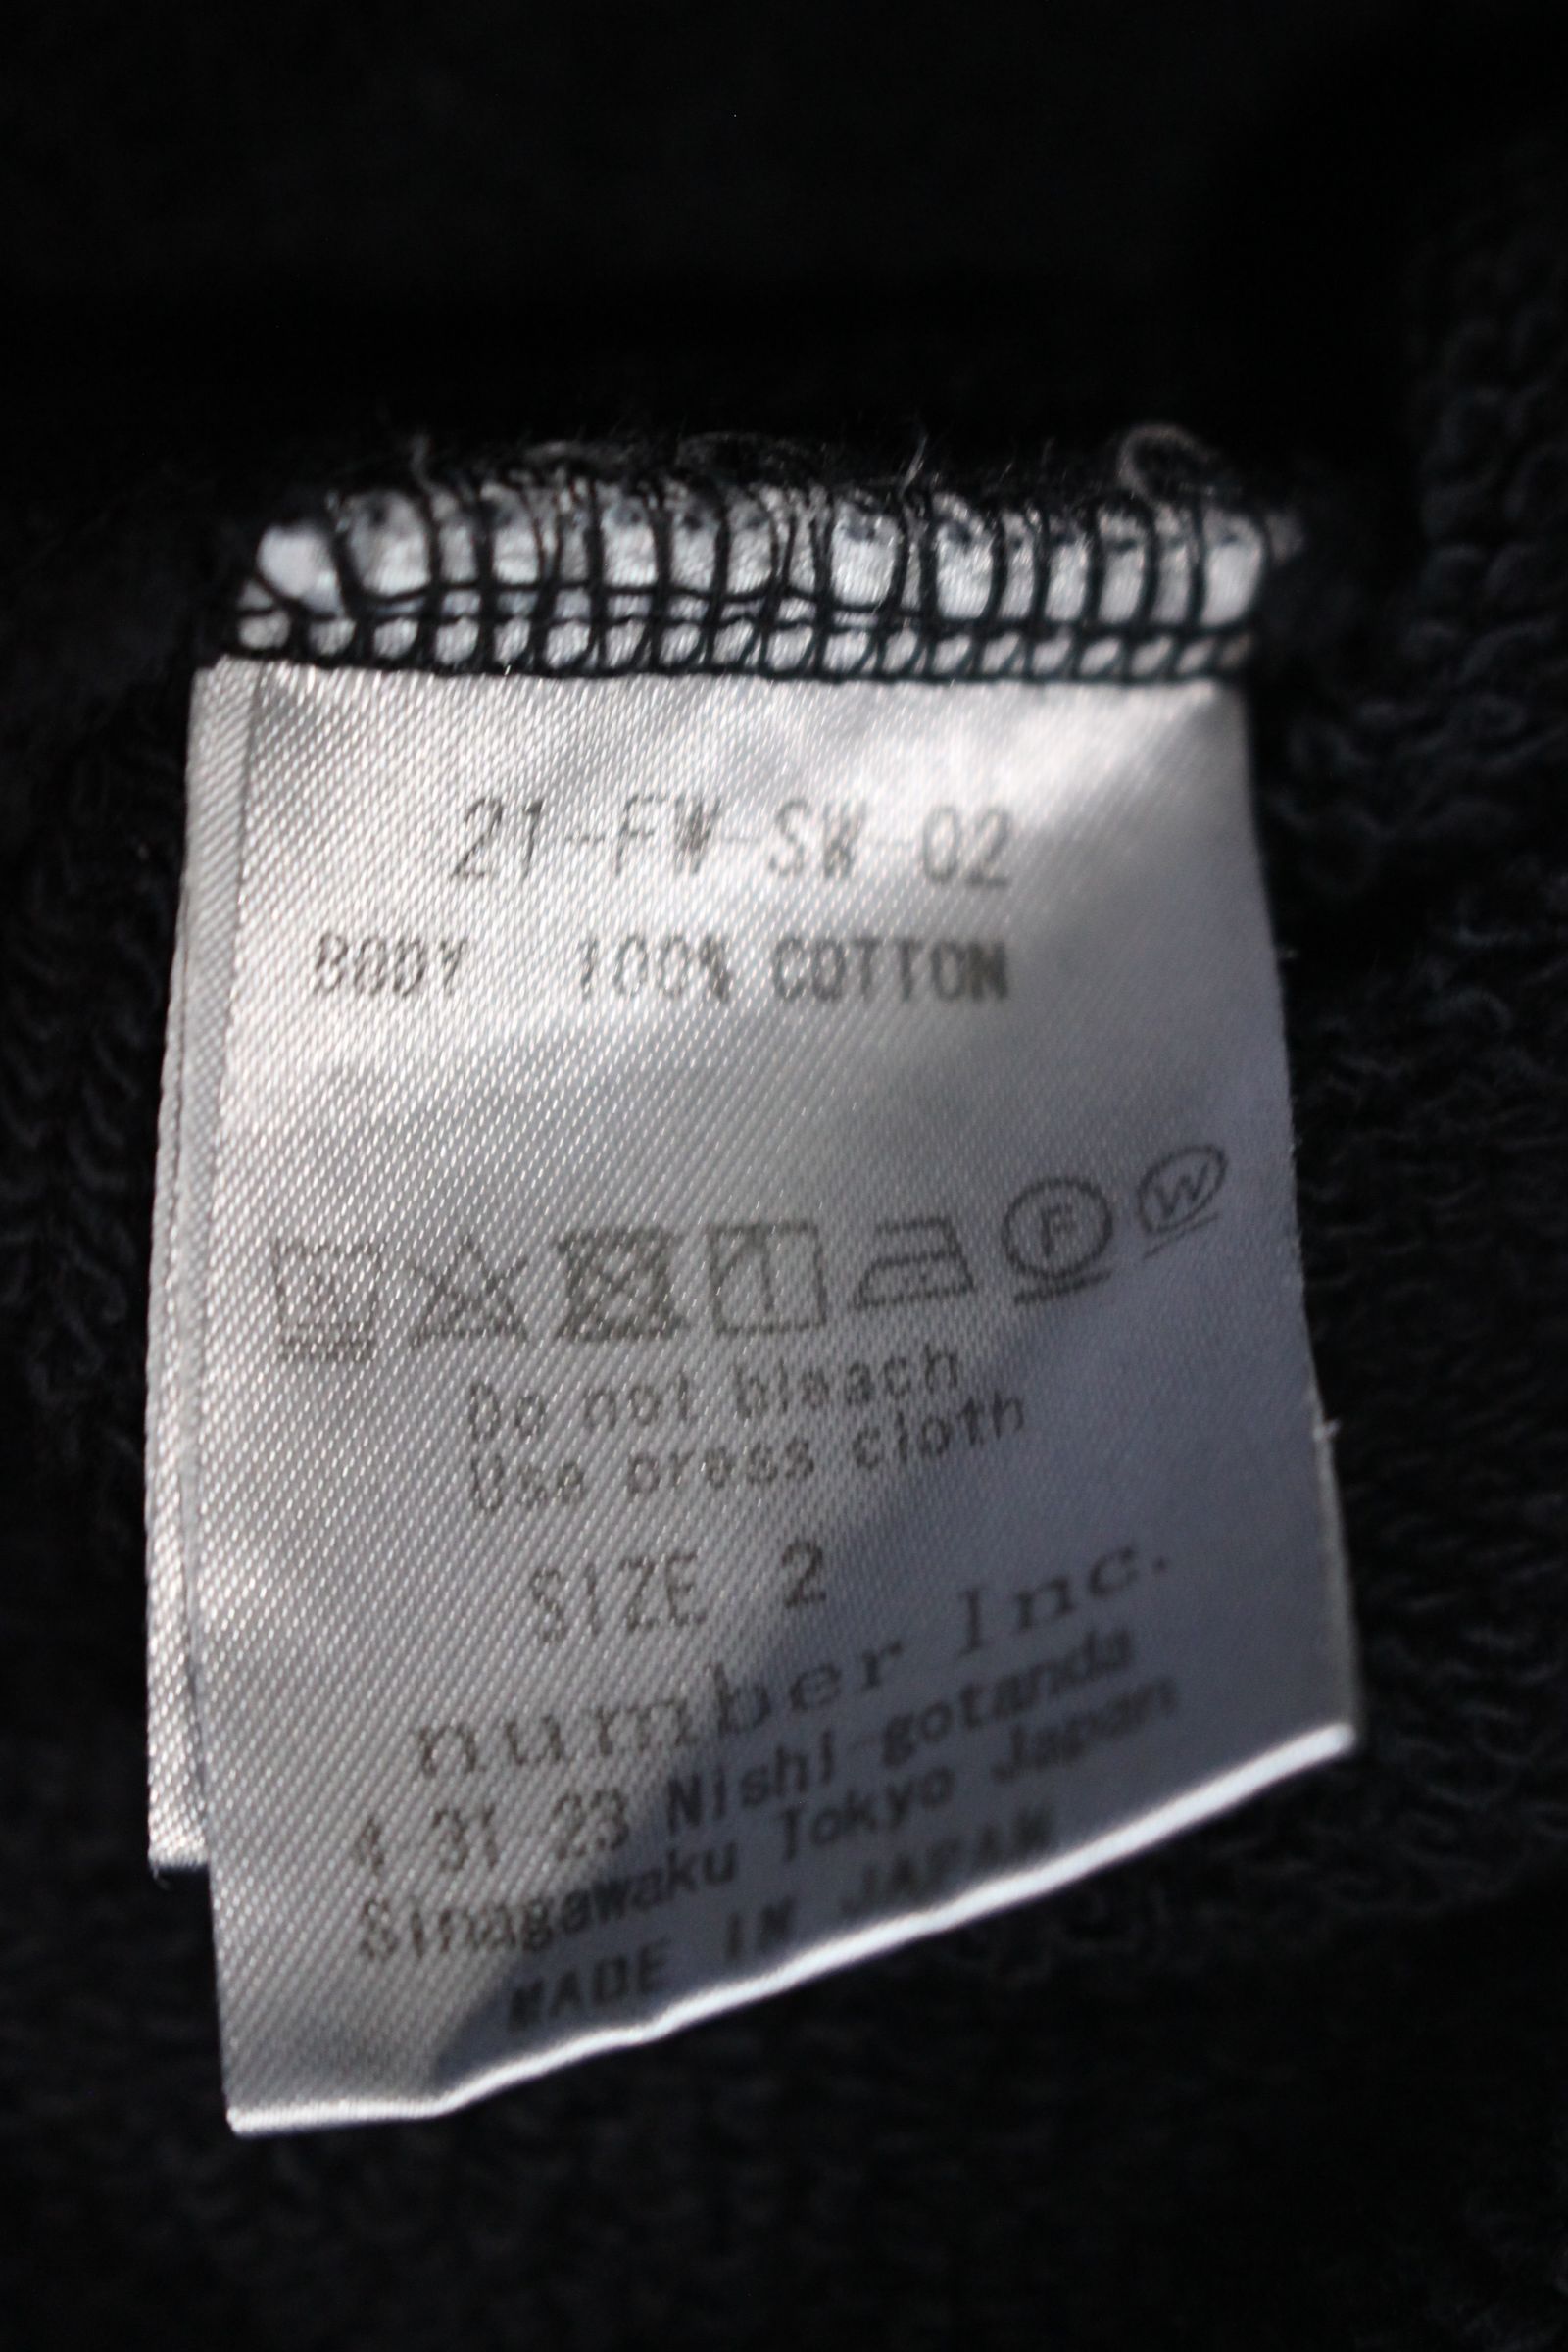 21-FW-SW-02
BODY 100% COTTON
F W
Do not bleach
Use press cloth
SIZE 2
number Inc.
4 31 23 Nishi-gotanda
Sinagawaku Tokyo Japan
MADE IN JAPAN